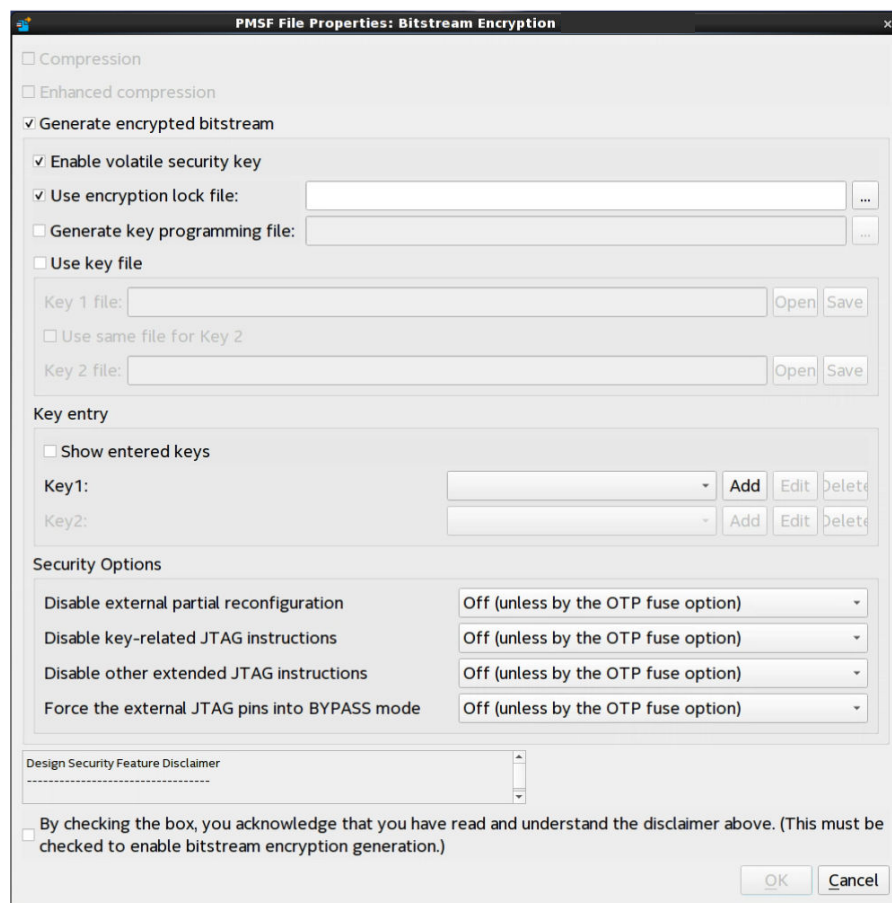 PMSF File Properties: Bitstream Encryption ×
Compression
Enhanced compression
Generate encrypted bitstream
Enable volatile security key
Use encryption lock file: ...
Generate key programming file: ...
Use key file
Key 1 file: Open Save
Use same file for Key 2
Key 2 file: Open Save
Key entry
Show entered keys
Key1: Add Edit Delete
Key2: Add Edit Delete
Security Options
Disable external partial reconfiguration Off (unless by the OTP fuse option)
Disable key-related JTAG instructions Off (unless by the OTP fuse option)
Disable other extended JTAG instructions Off (unless by the OTP fuse option)
Force the external JTAG pins into BYPASS mode Off (unless by the OTP fuse option)
Design Security Feature Disclaimer
----------------------------------
By checking the box, you acknowledge that you have read and understand the disclaimer above. (This must be
checked to enable bitstream encryption generation.)
OK Cancel